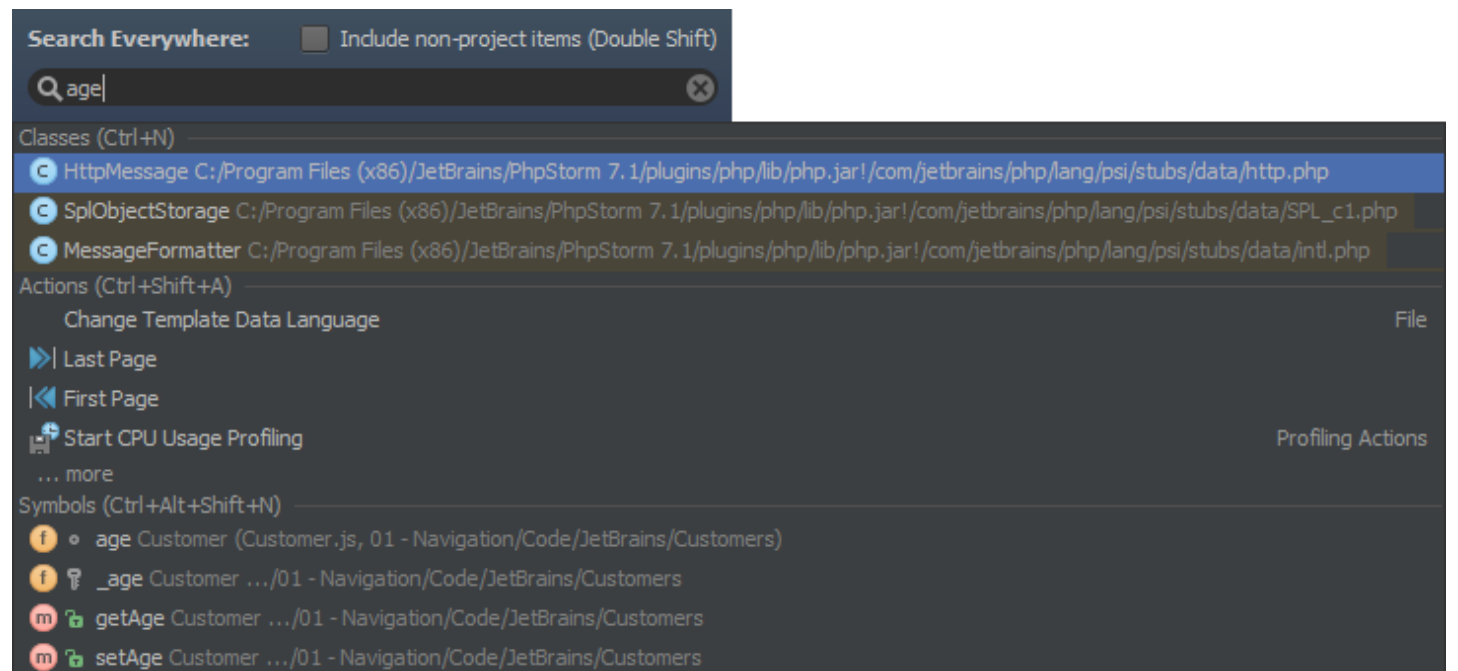 Search Everywhere: Include non-project items (Double Shift)
age
Classes (Ctrl+N)
HttpMessage C:/Program Files (x86)/JetBrains/PhpStorm 7.1/plugins/php/lib/php.jar!/com/jetbrains/php/lang/psi/stubs/data/http.php
SplObjectStorage C:/Program Files (x86)/JetBrains/PhpStorm 7.1/plugins/php/lib/php.jar!/com/jetbrains/php/lang/psi/stubs/data/SPL_c1.php
MessageFormatter C:/Program Files (x86)/JetBrains/PhpStorm 7.1/plugins/php/lib/php.jar!/com/jetbrains/php/lang/psi/stubs/data/intl.php
Actions (Ctrl+Shift+A)
Change Template Data Language File
Last Page
First Page
Start CPU Usage Profiling Profiling Actions
... more
Symbols (Ctrl+Alt+Shift+N)
f age Customer (Customer.js, 01 - Navigation/Code/JetBrains/Customers)
f _age Customer .../01 - Navigation/Code/JetBrains/Customers
m getAge Customer .../01 - Navigation/Code/JetBrains/Customers
m setAge Customer .../01 - Navigation/Code/JetBrains/Customers